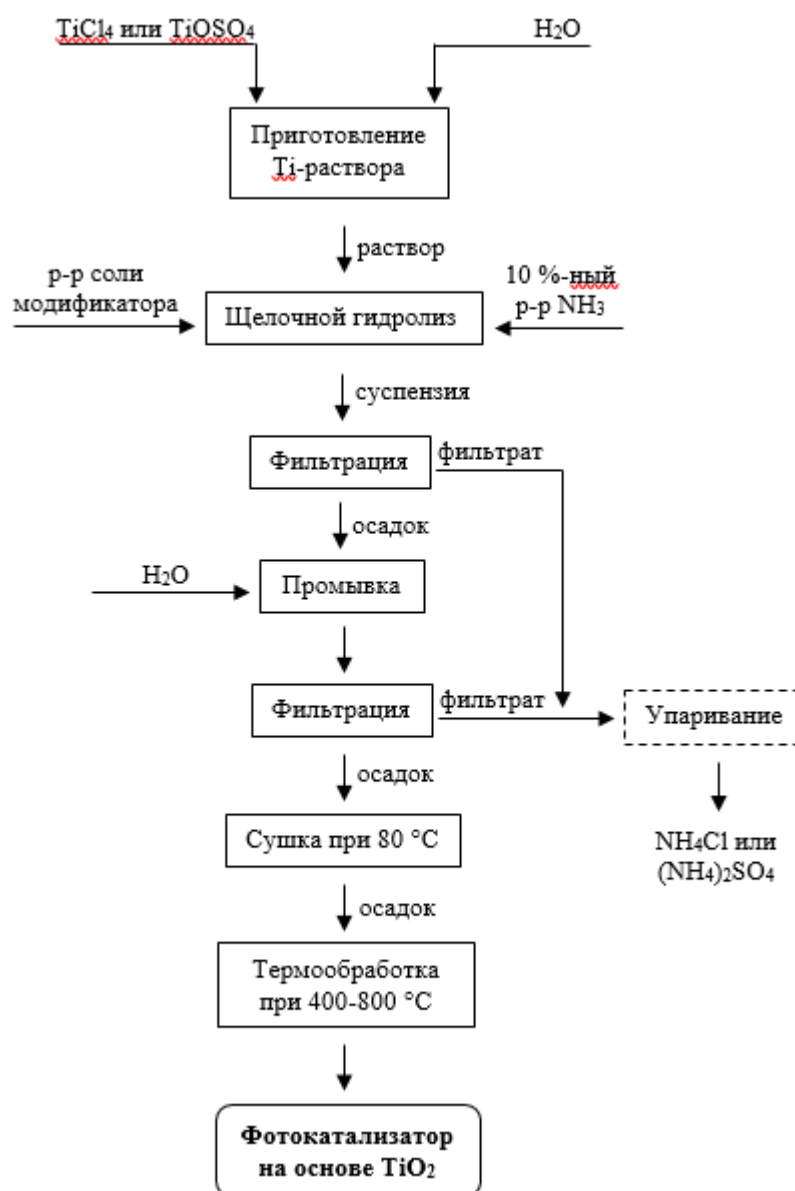 TiCl4 или TiOSO4
H2O
Приготовление
Ti-раствора
раствор
р-р соли
модификатора
10 %-ный
р-р NH3
Щелочной гидролиз
суспензия
Фильтрация
фильтрат
осадок
H2O
Промывка
Фильтрация
фильтрат
Упаривание
осадок
Сушка при 80 °C
NH4Cl или
(NH4)2SO4
осадок
Термообработка
при 400-800 °C
Фотокатализатор
на основе TiO2